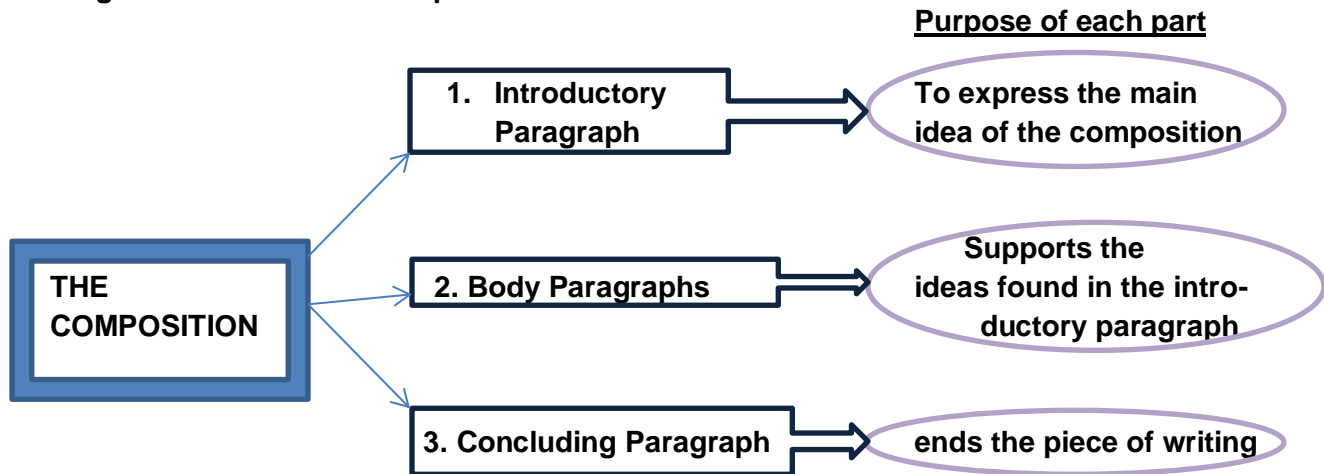 Purpose of each part
1. Introductory
Paragraph
To express the main
idea of the composition
THE
COMPOSITION
2. Body Paragraphs
Supports the
ideas found in the intro-
ductory paragraph
3. Concluding Paragraph
ends the piece of writing